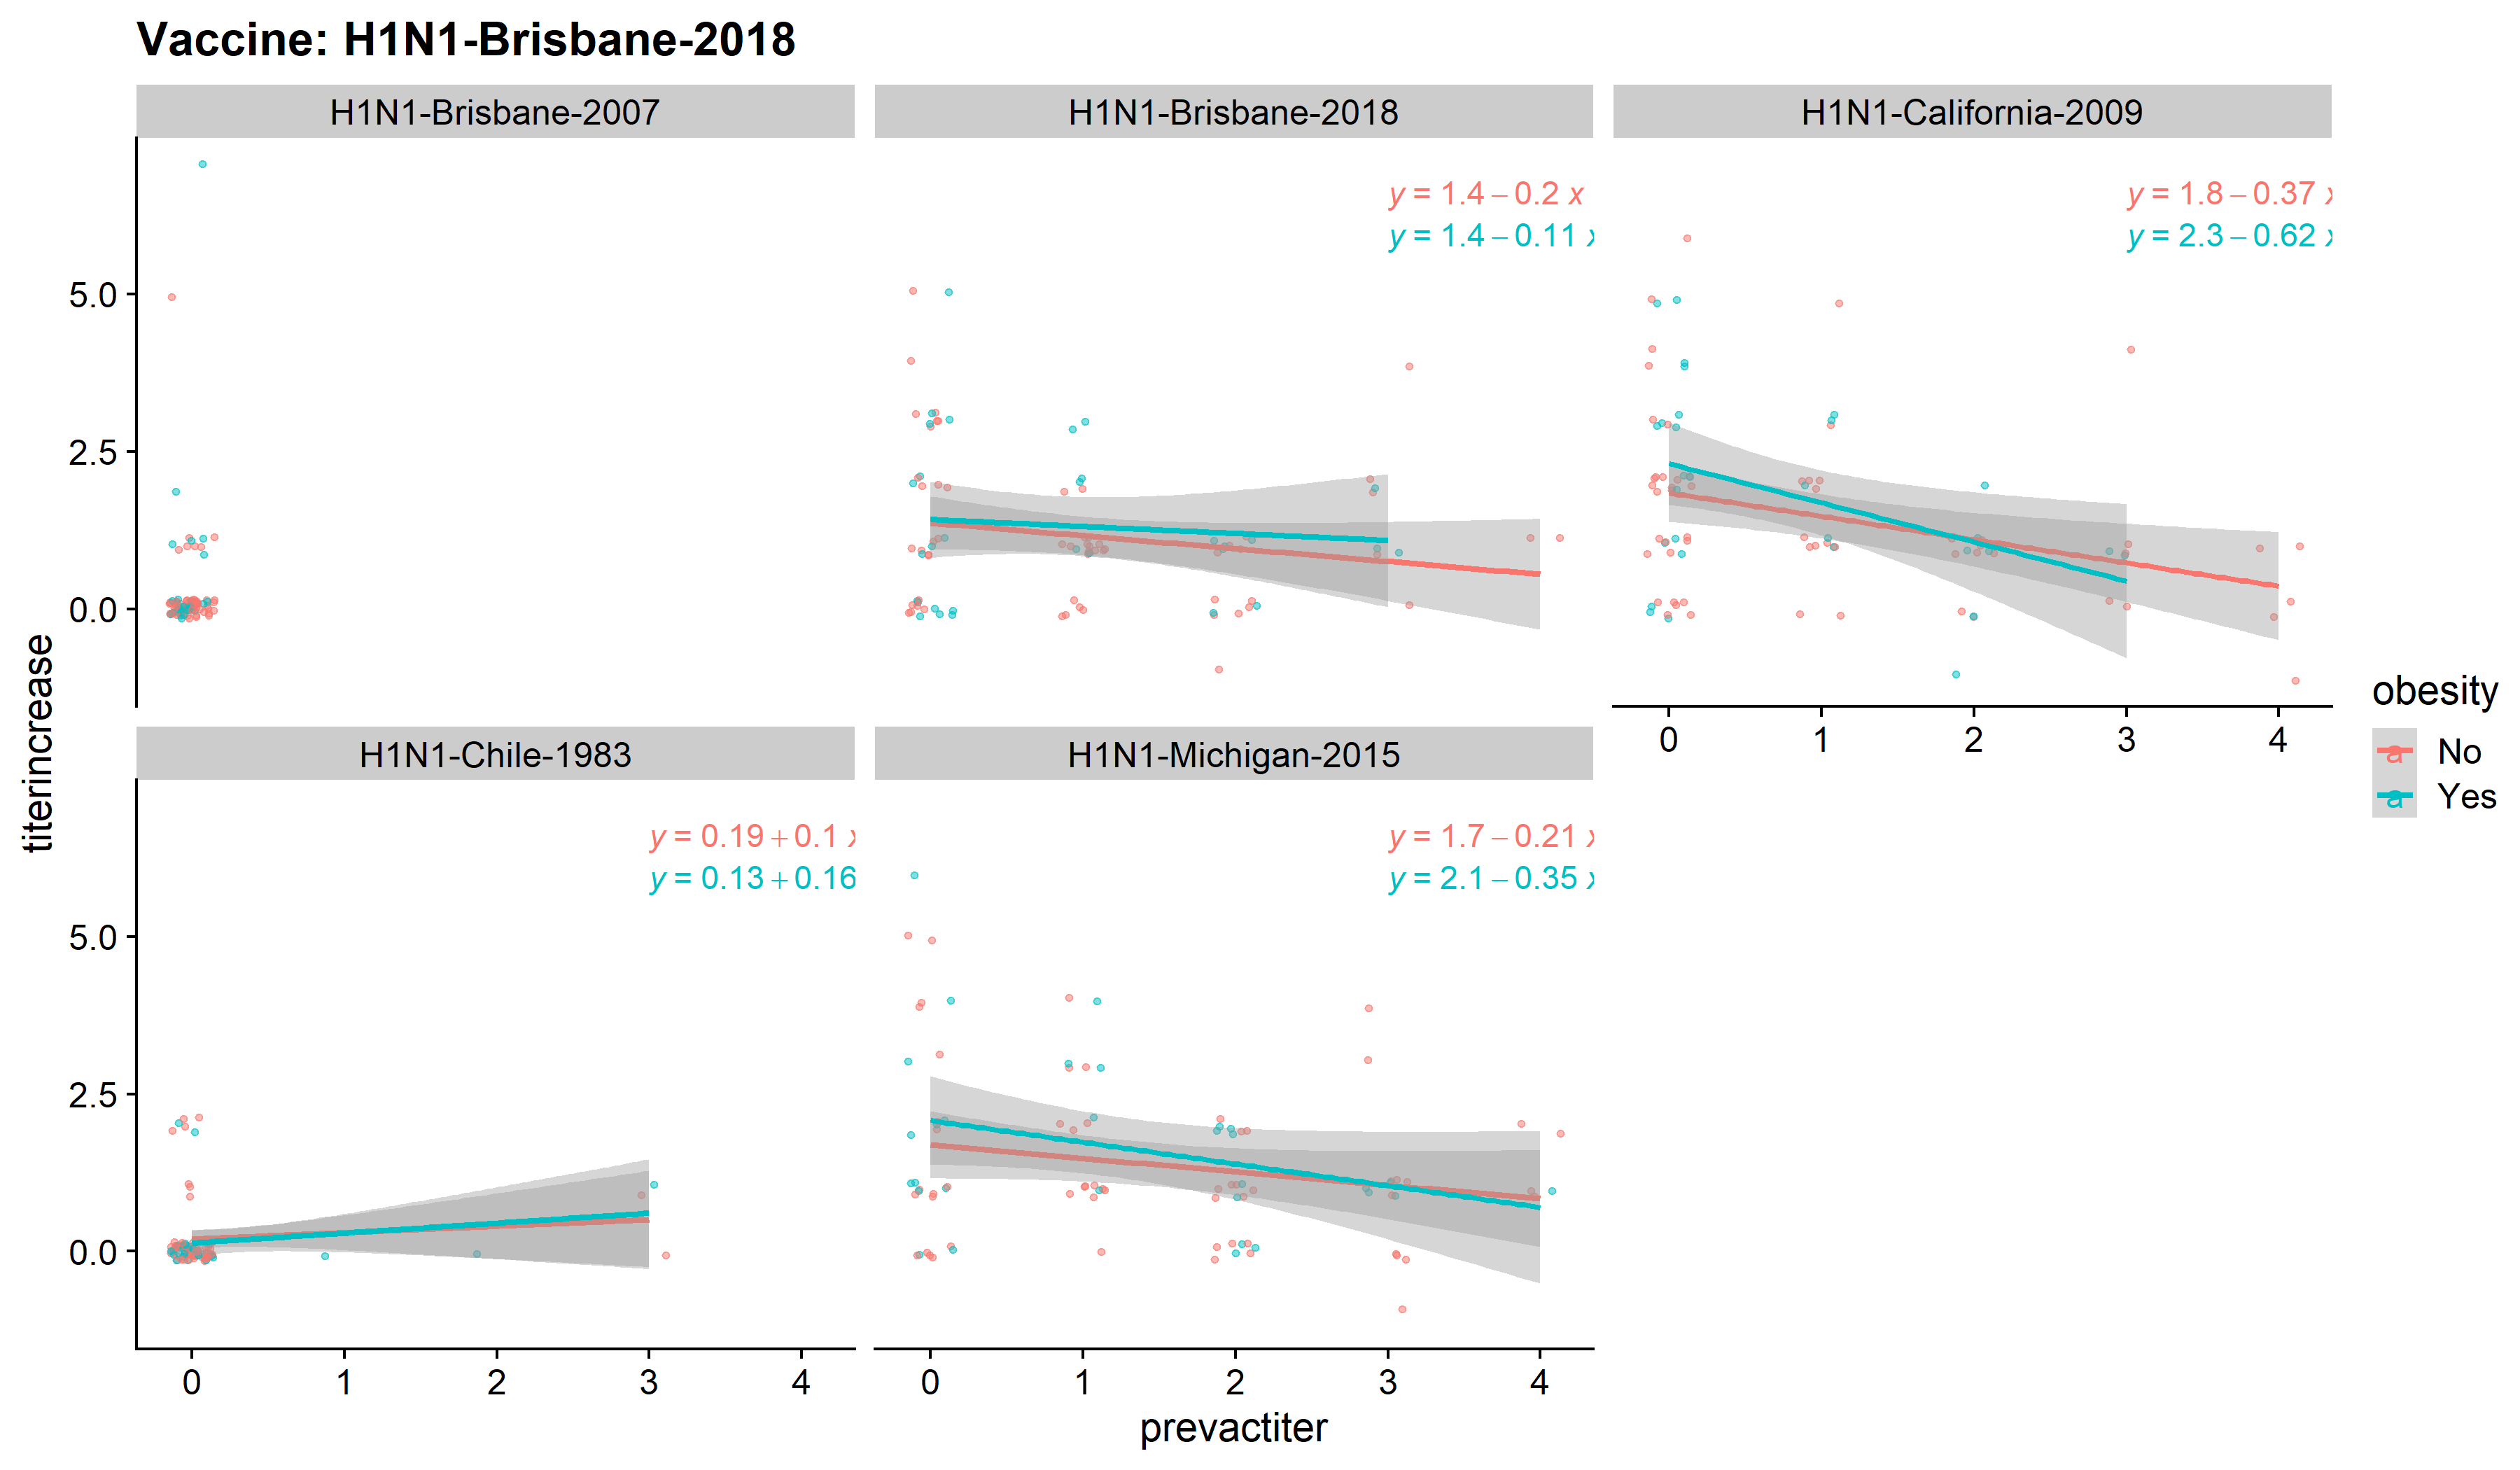 Vaccine: H1N1-Brisbane-2018
H1N1-Brisbane-2007
H1N1-Brisbane-2018
H1N1-California-2009
y = 1.4 – 0.2 x
y = 1.4 – 0.11 x
y = 1.8 – 0.37 x
y = 2.3 – 0.62 x
5.0
2.5
0.0
0 1 2 3 4
H1N1-Chile-1983
H1N1-Michigan-2015
y = 0.19 + 0.1 x
y = 0.13 + 0.16
y = 1.7 – 0.21 x
y = 2.1 – 0.35 x
5.0
2.5
0.0
0 1 2 3 4
0 1 2 3 4
titerincrease
prevactiter
obesity
a No
a Yes